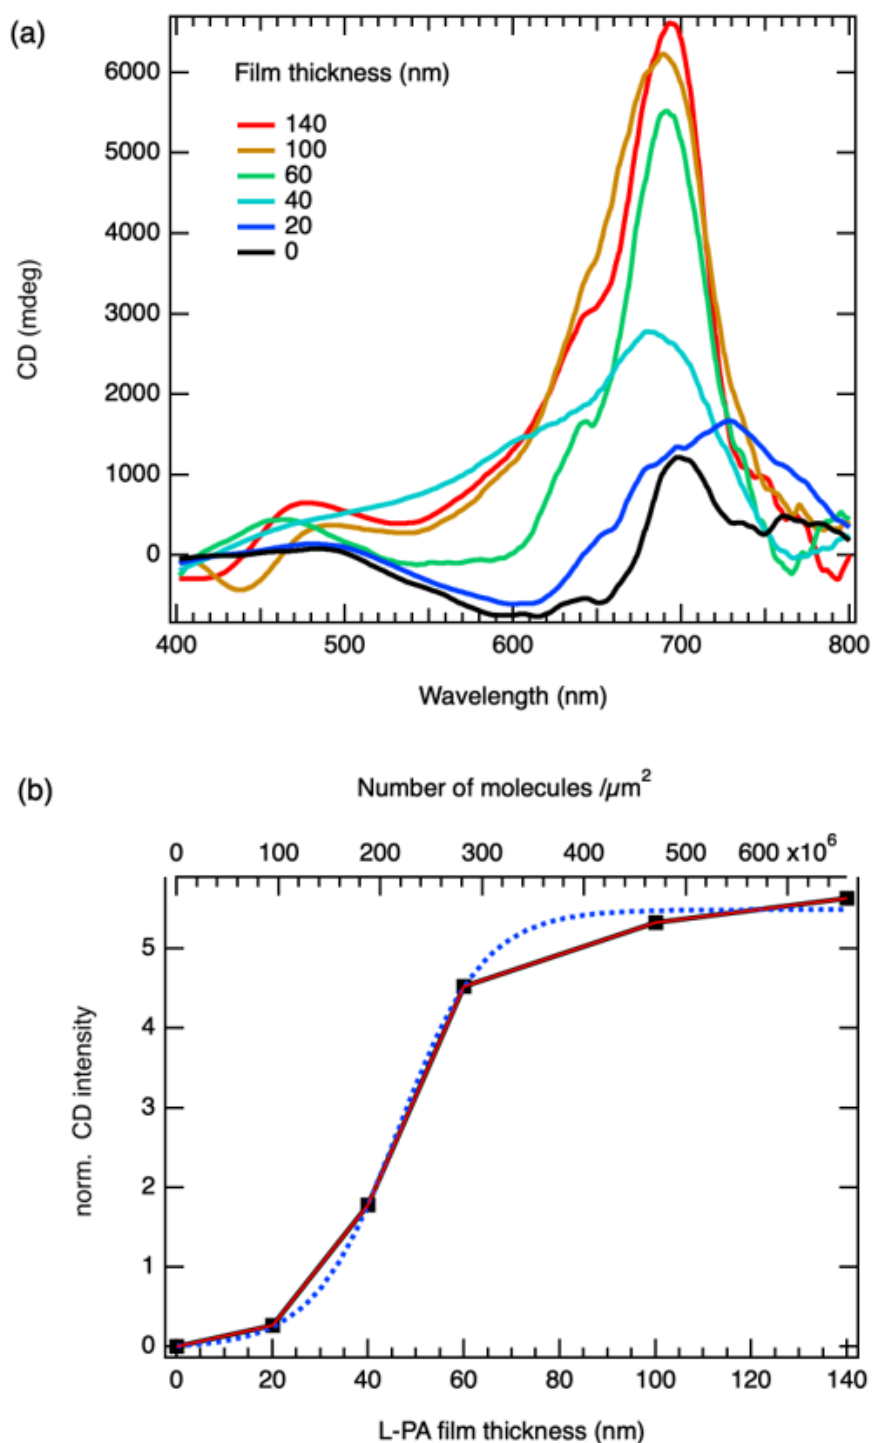 (a)
Film thickness (nm)
140
100
60
40
20
0
6000
5000
4000
3000
2000
1000
0
CD (mdeg)
400 500 600 700 800
Wavelength (nm)
(b)
Number of molecules /µm²
0 100 200 300 400 500 600 x10⁶
5
4
3
2
1
0
norm. CD intensity
0 20 40 60 80 100 120 140
L-PA film thickness (nm)